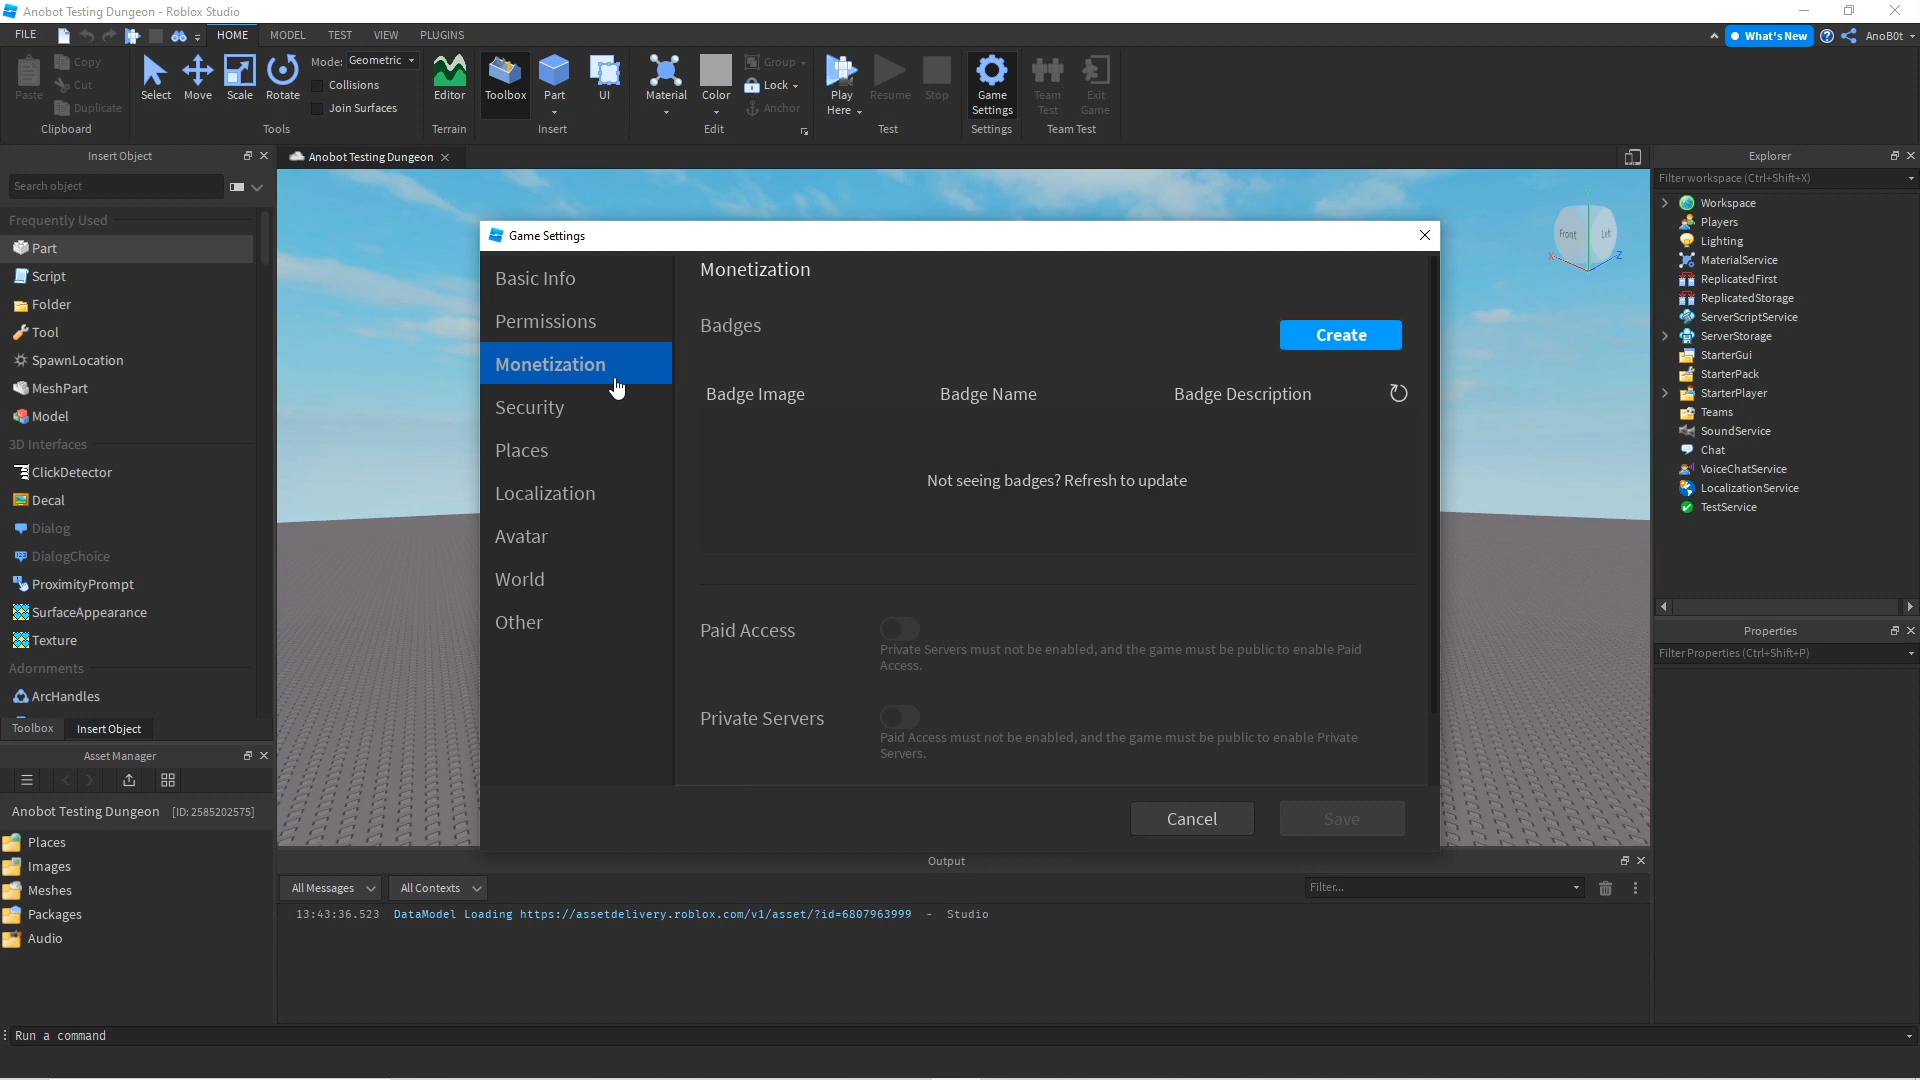 Anobot Testing Dungeon - Roblox Studio
FILE
HOME
MODEL
TEST
VIEW
PLUGINS
What's New
AnoB0t
Paste
Copy
Cut
Duplicate
Clipboard
Select
Move
Scale
Rotate
Mode: Geometric
Collisions
Join Surfaces
Tools
Editor
Terrain
Toolbox
Part
UI
Insert
Material
Color
Group
Lock
Anchor
Edit
Play
Here
Resume
Stop
Test
Game
Settings
Settings
Team
Test
Exit
Game
Team Test
Insert Object
Search object
Frequently Used
Part
Script
Folder
Tool
SpawnLocation
MeshPart
Model
3D Interfaces
ClickDetector
Decal
Dialog
DialogChoice
ProximityPrompt
SurfaceAppearance
Texture
Adornments
ArcHandles
Toolbox
Insert Object
Asset Manager
Anobot Testing Dungeon [ID: 2585202575]
Places
Images
Meshes
Packages
Audio
Anobot Testing Dungeon
Y
Front
Left
X
Z
Game Settings
Basic Info
Permissions
Monetization
Security
Places
Localization
Avatar
World
Other
Monetization
Badges
Create
Badge Image
Badge Name
Badge Description
Not seeing badges? Refresh to update
Paid Access
Private Servers must not be enabled, and the game must be public to enable Paid
Access.
Private Servers
Paid Access must not be enabled, and the game must be public to enable Private
Servers.
Cancel
Save
Output
All Messages
All Contexts
Filter...
13:43:36.523 DataModel Loading https://assetdelivery.roblox.com/v1/asset/?id=6807963999 - Studio
Explorer
Filter workspace (Ctrl+Shift+X)
Workspace
Players
Lighting
MaterialService
ReplicatedFirst
ReplicatedStorage
ServerScriptService
ServerStorage
StarterGui
StarterPack
StarterPlayer
Teams
SoundService
Chat
VoiceChatService
LocalizationService
TestService
Properties
Filter Properties (Ctrl+Shift+P)
Run a command